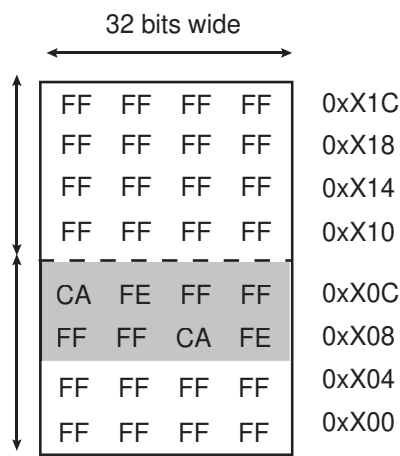 32 bits wide
FF FF FF FF 0xX1C
FF FF FF FF 0xX18
FF FF FF FF 0xX14
FF FF FF FF 0xX10
CA FE FF FF 0xX0C
FF FF CA FE 0xX08
FF FF FF FF 0xX04
FF FF FF FF 0xX00